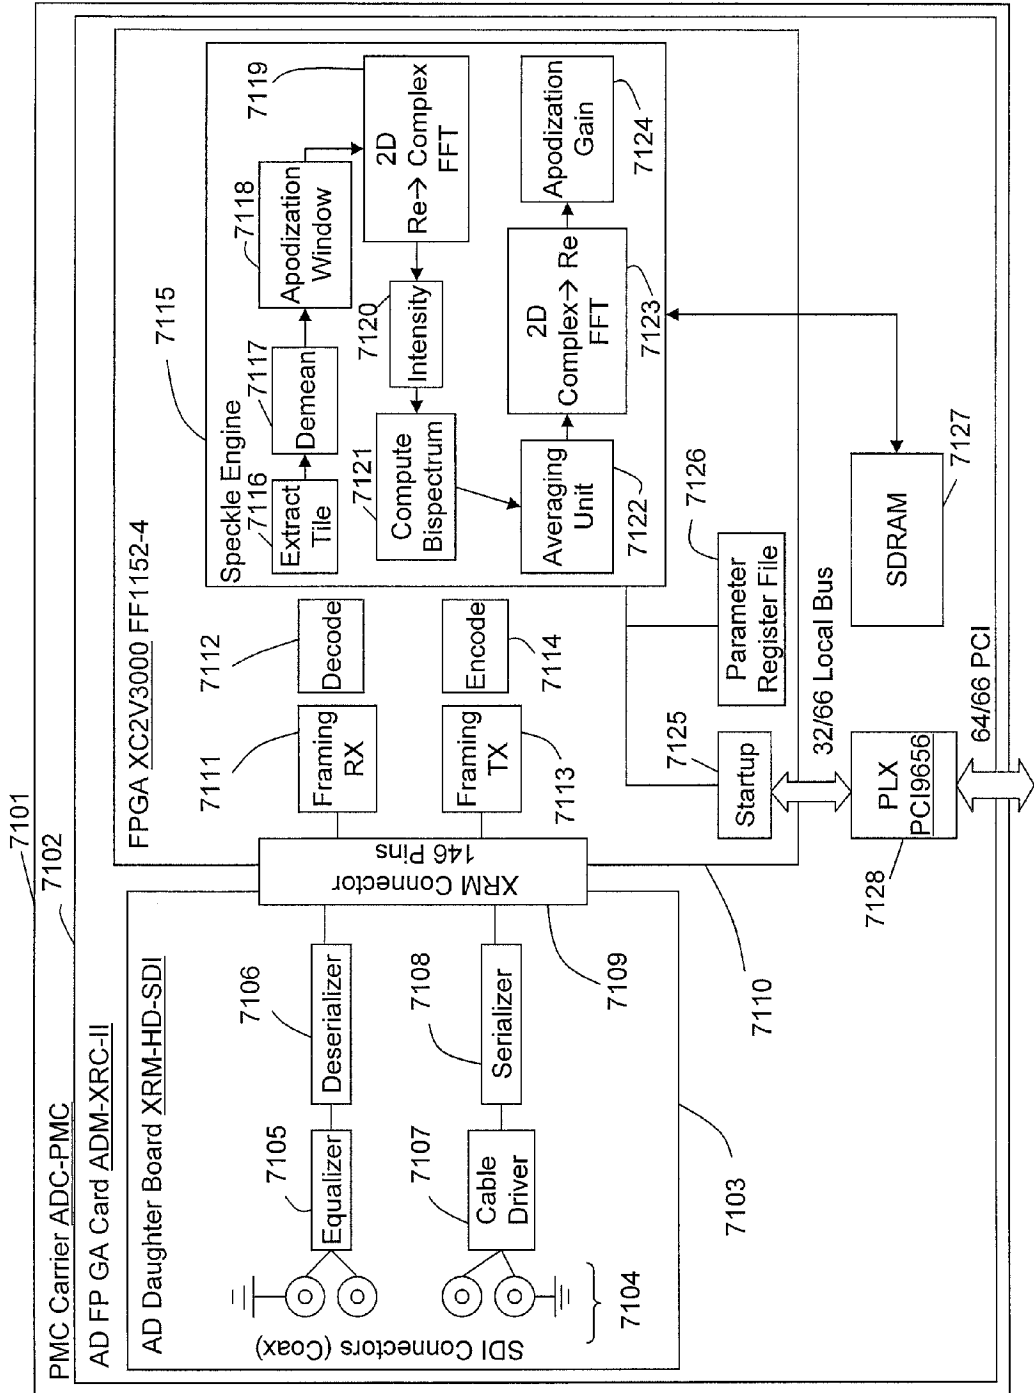 7101
PMC Carrier ADC-PMC
7102
AD FP GA Card ADM-XRC-II
AD Daughter Board XRM-HD-SDI
SDI Connectors (Coax)
7104
7105
Equalizer
7106
Deserializer
7107
Cable
Driver
7108
Serializer
7103
XRM Connector
146 Pins
7109
7110
FPGA XC2V3000 FF1152-4
7111
Framing
RX
7112
Decode
Framing
TX
7113
Encode
7114
7115
Speckle Engine
7116
Extract
Tile
7117
Demean
7118
Apodization
Window
7119
2D
Re→ Complex
FFT
7120
Intensity
7121
Compute
Bispectrum
Averaging
Unit
7122
2D
Complex→ Re
FFT
7123
Apodization
Gain
7124
7125
Startup
7126
Parameter
Register File
32/66 Local Bus
SDRAM
7127
PLX
PCI9656
7128
64/66 PCI